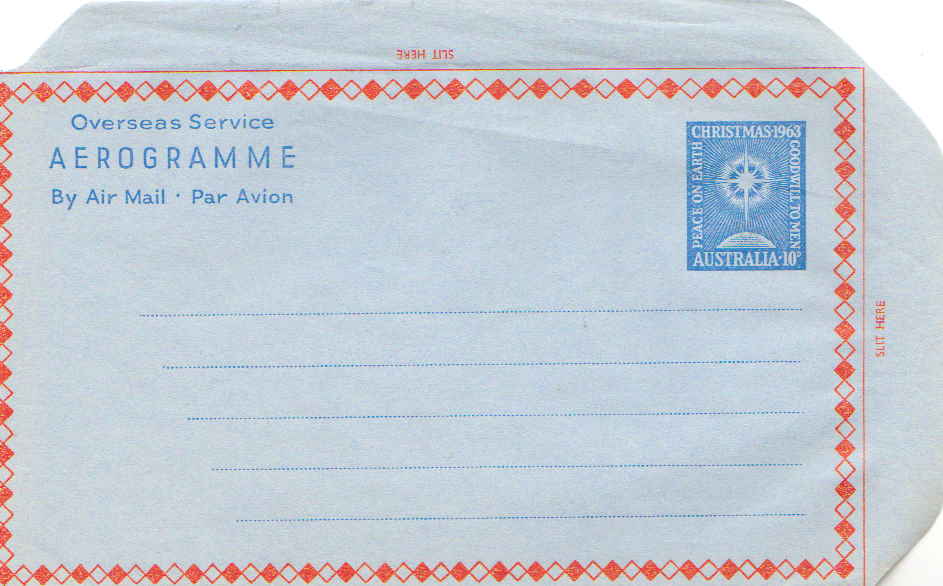 SLIT HERE
Overseas Service
AEROGRAMME
By Air Mail · Par Avion
CHRISTMAS·1963
PEACE ON EARTH
GOODWILL TO MEN
AUSTRALIA·10ᴰ
SLIT HERE